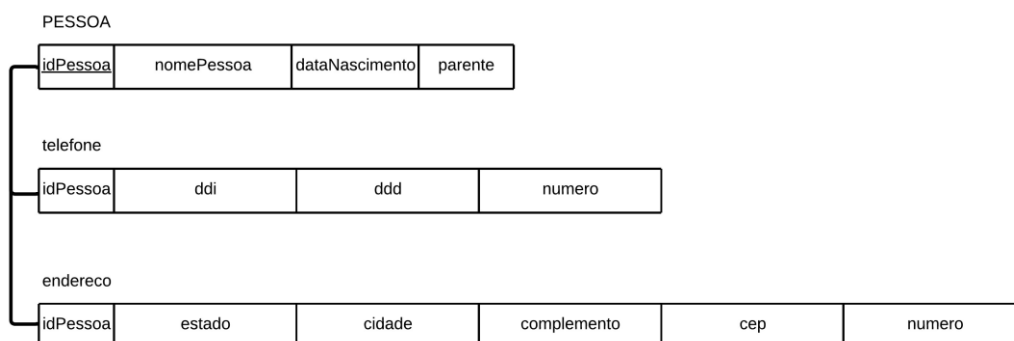 PESSOA
idPessoa nomePessoa dataNascimento parente
telefone
idPessoa ddi ddd numero
endereco
idPessoa estado cidade complemento cep numero